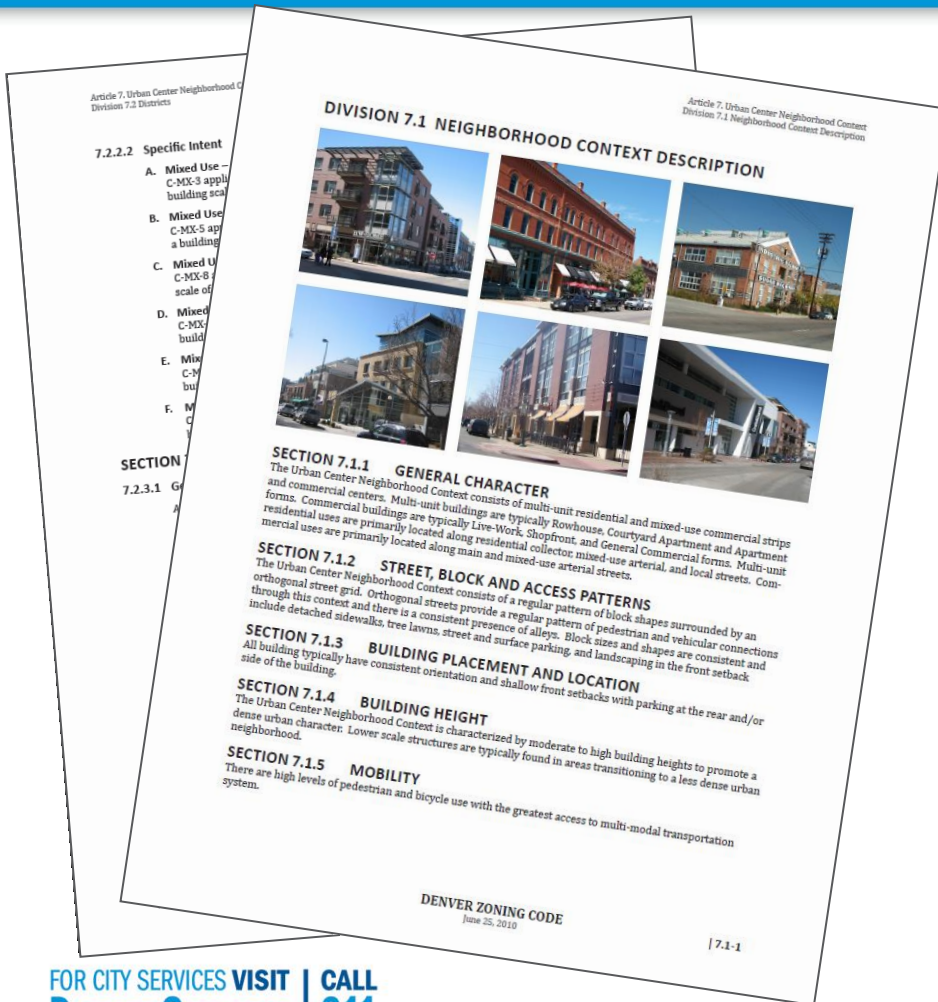 Article 7. Urban Center Neighborhood
Division 7.2 Districts
7.2.2.2 Specific Intent
A. Mixed Use –
C-MX-3
building
B. Mixed Use
C-MX-5
a building
C. Mixed
C-MX-8
scale of
D. Mixed
E.
F.
SECTION
7.2.3.1
Article 7. Urban Center Neighborhood Context
Division 7.1 Neighborhood Context Description
DIVISION 7.1 NEIGHBORHOOD CONTEXT DESCRIPTION
SECTION 7.1.1 GENERAL CHARACTER
The Urban Center Neighborhood Context consists of multi-unit residential and mixed-use commercial strips
and commercial centers. Multi-unit buildings are typically Rowhouse, Courtyard Apartment and Apartment
forms. Commercial buildings are typically Live-Work, Shopfront, and General Commercial forms. Multi-unit
residential uses are primarily located along residential collector, mixed-use arterial, and local streets. Com-
mercial uses are primarily located along main and mixed-use arterial streets.
SECTION 7.1.2 STREET, BLOCK AND ACCESS PATTERNS
The Urban Center Neighborhood Context consists of a regular pattern of block shapes surrounded by an
orthogonal street grid. Orthogonal streets provide a regular pattern of pedestrian and vehicular connections
through this context and there is a consistent presence of alleys. Block sizes and shapes are consistent and
include detached sidewalks, tree lawns, street and surface parking, and landscaping in the front setback
SECTION 7.1.3 BUILDING PLACEMENT AND LOCATION
All building typically have consistent orientation and shallow front setbacks with parking at the rear and/or
side of the building.
SECTION 7.1.4 BUILDING HEIGHT
The Urban Center Neighborhood Context is characterized by moderate to high building heights to promote a
dense urban character. Lower scale structures are typically found in areas transitioning to a less dense urban
neighborhood.
SECTION 7.1.5 MOBILITY
There are high levels of pedestrian and bicycle use with the greatest access to multi-modal transportation
system.
DENVER ZONING CODE
June 25, 2010
| 7.1-1
FOR CITY SERVICES VISIT | CALL